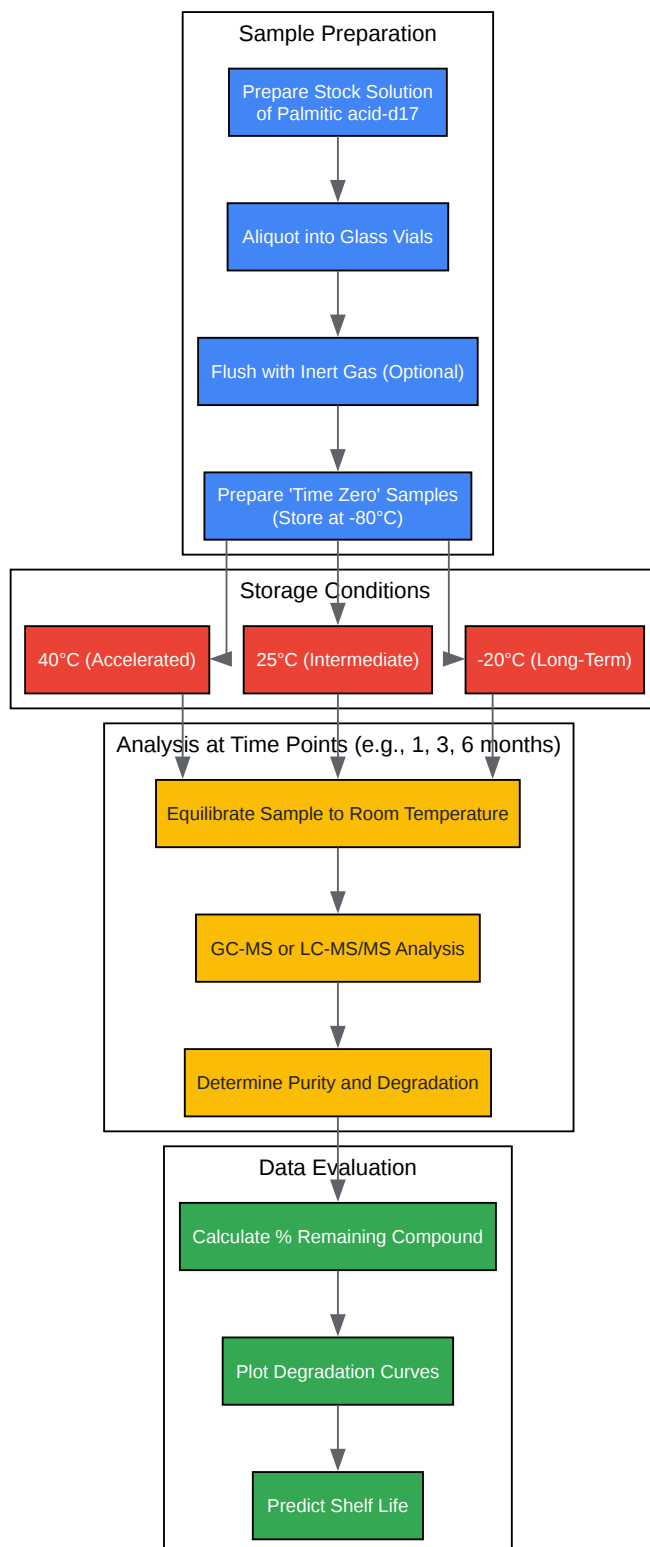 Sample Preparation
Prepare Stock Solution
of Palmitic acid-d17
Aliquot into Glass Vials
Flush with Inert Gas (Optional)
Prepare 'Time Zero' Samples
(Store at -80°C)
Storage Conditions
40°C (Accelerated)
25°C (Intermediate)
-20°C (Long-Term)
Analysis at Time Points (e.g., 1, 3, 6 months)
Equilibrate Sample to Room Temperature
GC-MS or LC-MS/MS Analysis
Determine Purity and Degradation
Data Evaluation
Calculate % Remaining Compound
Plot Degradation Curves
Predict Shelf Life